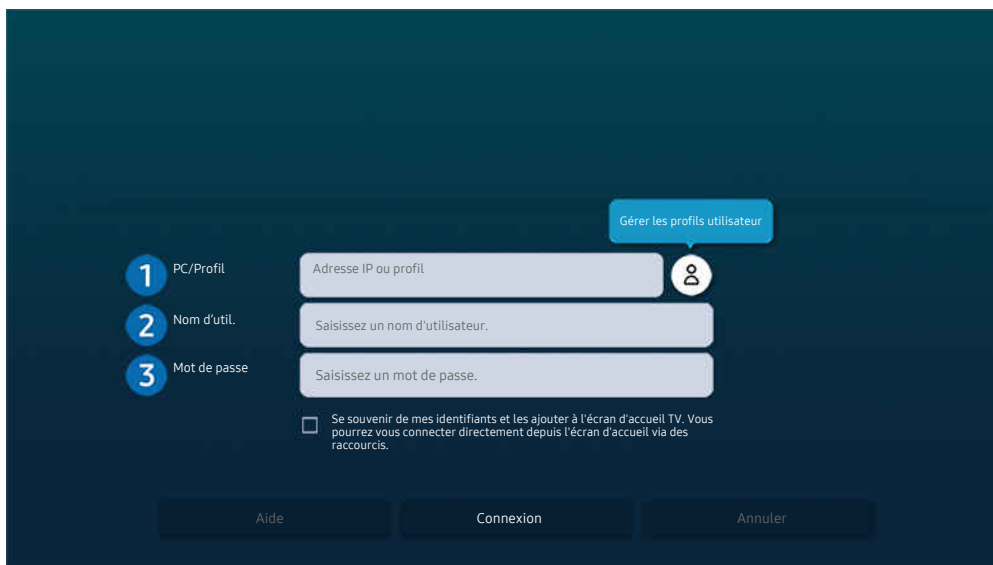 Gérer les profils utilisateur
1 PC/Profil Adresse IP ou profil
2 Nom d'util. Saisissez un nom d'utilisateur.
3 Mot de passe Saisissez un mot de passe.
Se souvenir de mes identifiants et les ajouter à l'écran d'accueil TV. Vous
pourrez vous connecter directement depuis l'écran d'accueil via des
raccourcis.
Aide Connexion Annuler